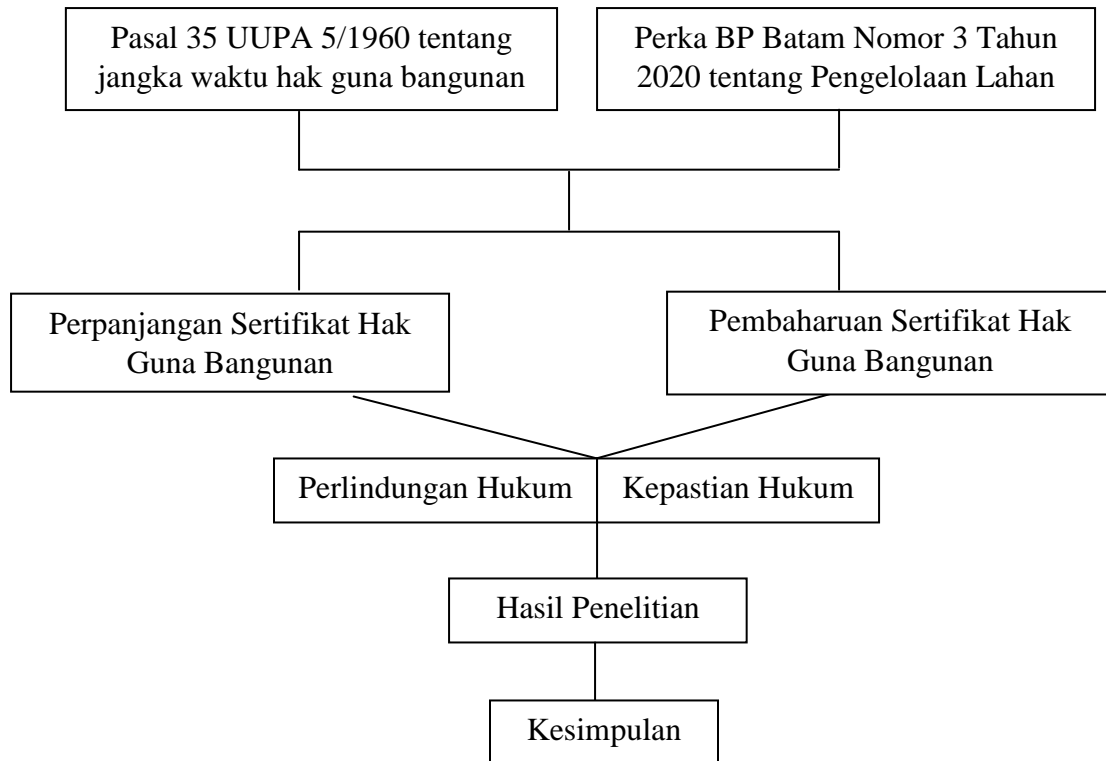 Pasal 35 UUPA 5/1960 tentang
jangka waktu hak guna bangunan
Perka BP Batam Nomor 3 Tahun
2020 tentang Pengelolaan Lahan
Perpanjangan Sertifikat Hak
Guna Bangunan
Pembaharuan Sertifikat Hak
Guna Bangunan
Perlindungan Hukum
Kepastian Hukum
Hasil Penelitian
Kesimpulan